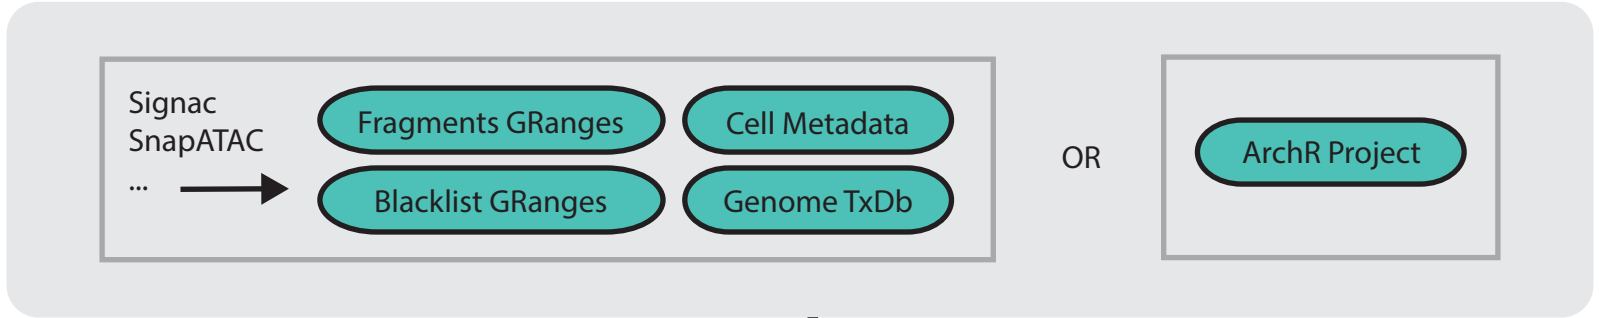 Signac
SnapATAC
...
Fragments GRanges
Cell Metadata
Blacklist GRanges
Genome TxDb
OR
ArchR Project